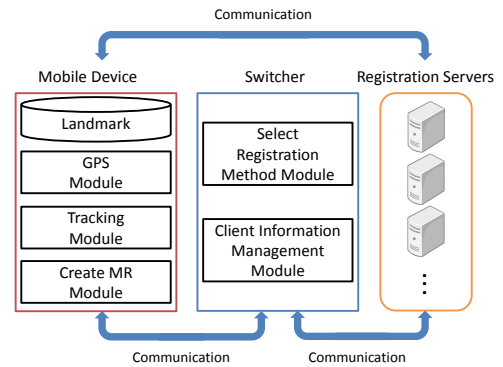 Communication
Mobile Device
Switcher
Registration Servers
Landmark
GPS
Module
Tracking
Module
Create MR
Module
Select
Registration
Method Module
Client Information
Management
Module
Communication
Communication